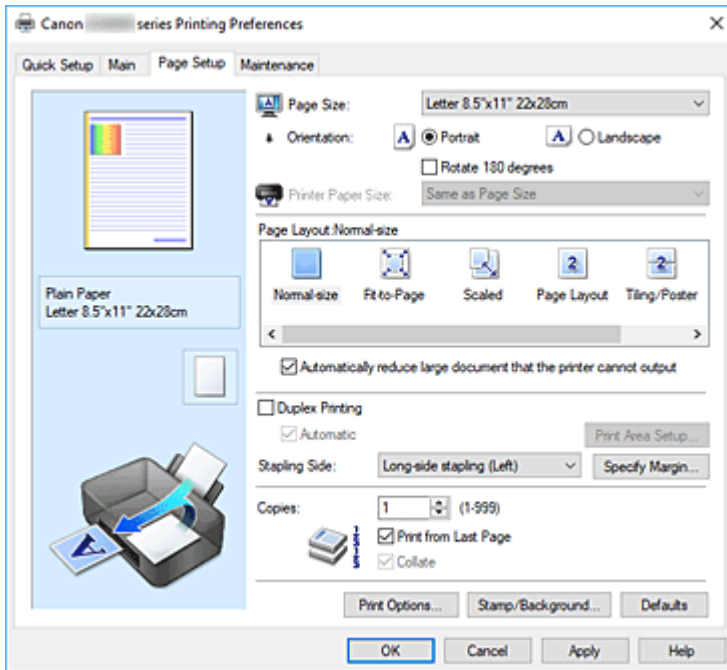 Canon series Printing Preferences
Quick Setup Main Page Setup Maintenance
Page Size: Letter 8.5"x11" 22x28cm
Orientation: A Portrait A Landscape
Rotate 180 degrees
Printer Paper Size: Same as Page Size
Page Layout:Normal-size
Normal-size Fit-to-Page Scaled Page Layout Tiling/Poster
Plain Paper
Letter 8.5"x11" 22x28cm
Automatically reduce large document that the printer cannot output
Duplex Printing
Automatic Print Area Setup...
Stapling Side: Long-side stapling (Left) Specify Margin...
Copies: 1 (1-999)
Print from Last Page
Collate
Print Options... Stamp/Background... Defaults
OK Cancel Apply Help